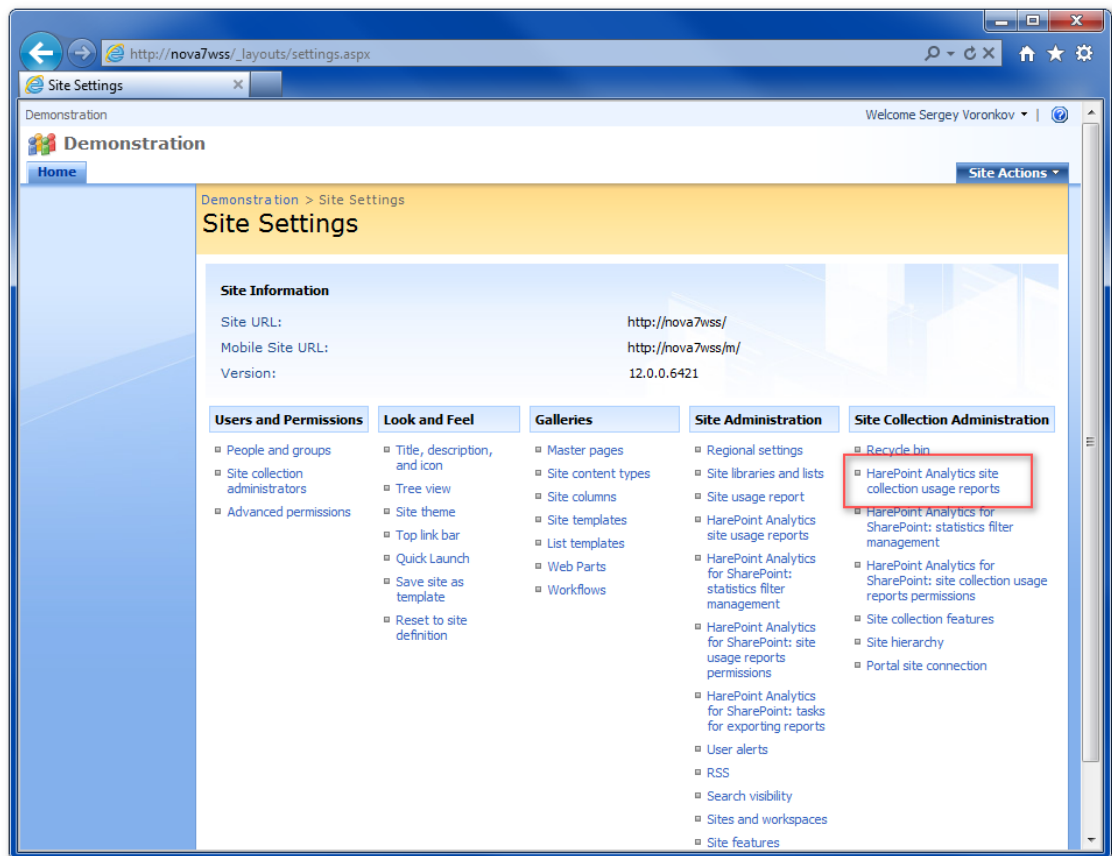 http://nova7wss/_layouts/settings.aspx
Site Settings
Demonstration
Welcome Sergey Voronkov
Demonstration
Home
Site Actions
Demonstration > Site Settings
Site Settings
Site Information
Site URL:
http://nova7wss/
Mobile Site URL:
http://nova7wss/m/
Version:
12.0.0.6421
Users and Permissions
People and groups
Site collection
administrators
Advanced permissions
Look and Feel
Title, description,
and icon
Tree view
Site theme
Top link bar
Quick Launch
Save site as
template
Reset to site
definition
Galleries
Master pages
Site content types
Site columns
Site templates
List templates
Web Parts
Workflows
Site Administration
Regional settings
Site libraries and lists
Site usage report
HarePoint Analytics
site usage reports
HarePoint Analytics
for SharePoint:
statistics filter
management
HarePoint Analytics
for SharePoint: site
usage reports
permissions
HarePoint Analytics
for SharePoint: tasks
for exporting reports
User alerts
RSS
Search visibility
Sites and workspaces
Site features
Site Collection Administration
Recycle bin
HarePoint Analytics site
collection usage reports
HarePoint Analytics for
SharePoint: statistics filter
management
HarePoint Analytics for
SharePoint: site collection usage
reports permissions
Site collection features
Site hierarchy
Portal site connection